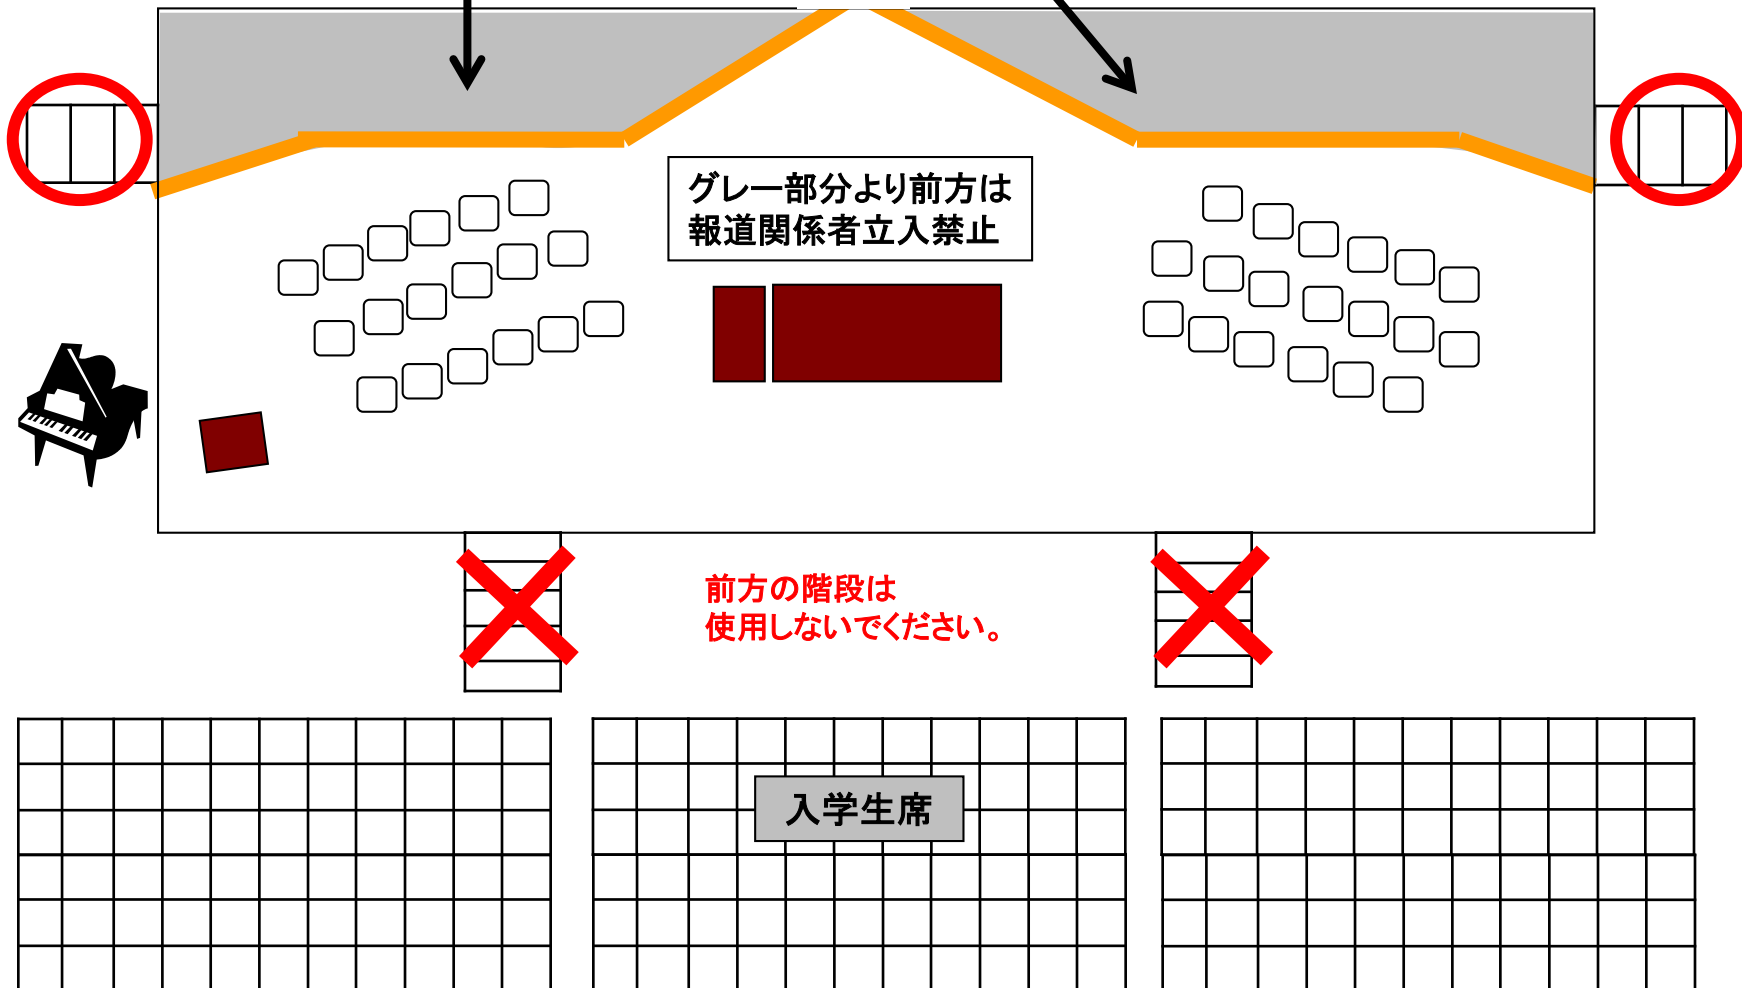 グレー部分より前方は
報道関係者立入禁止
前方の階段は
使用しないでください。
入学生席